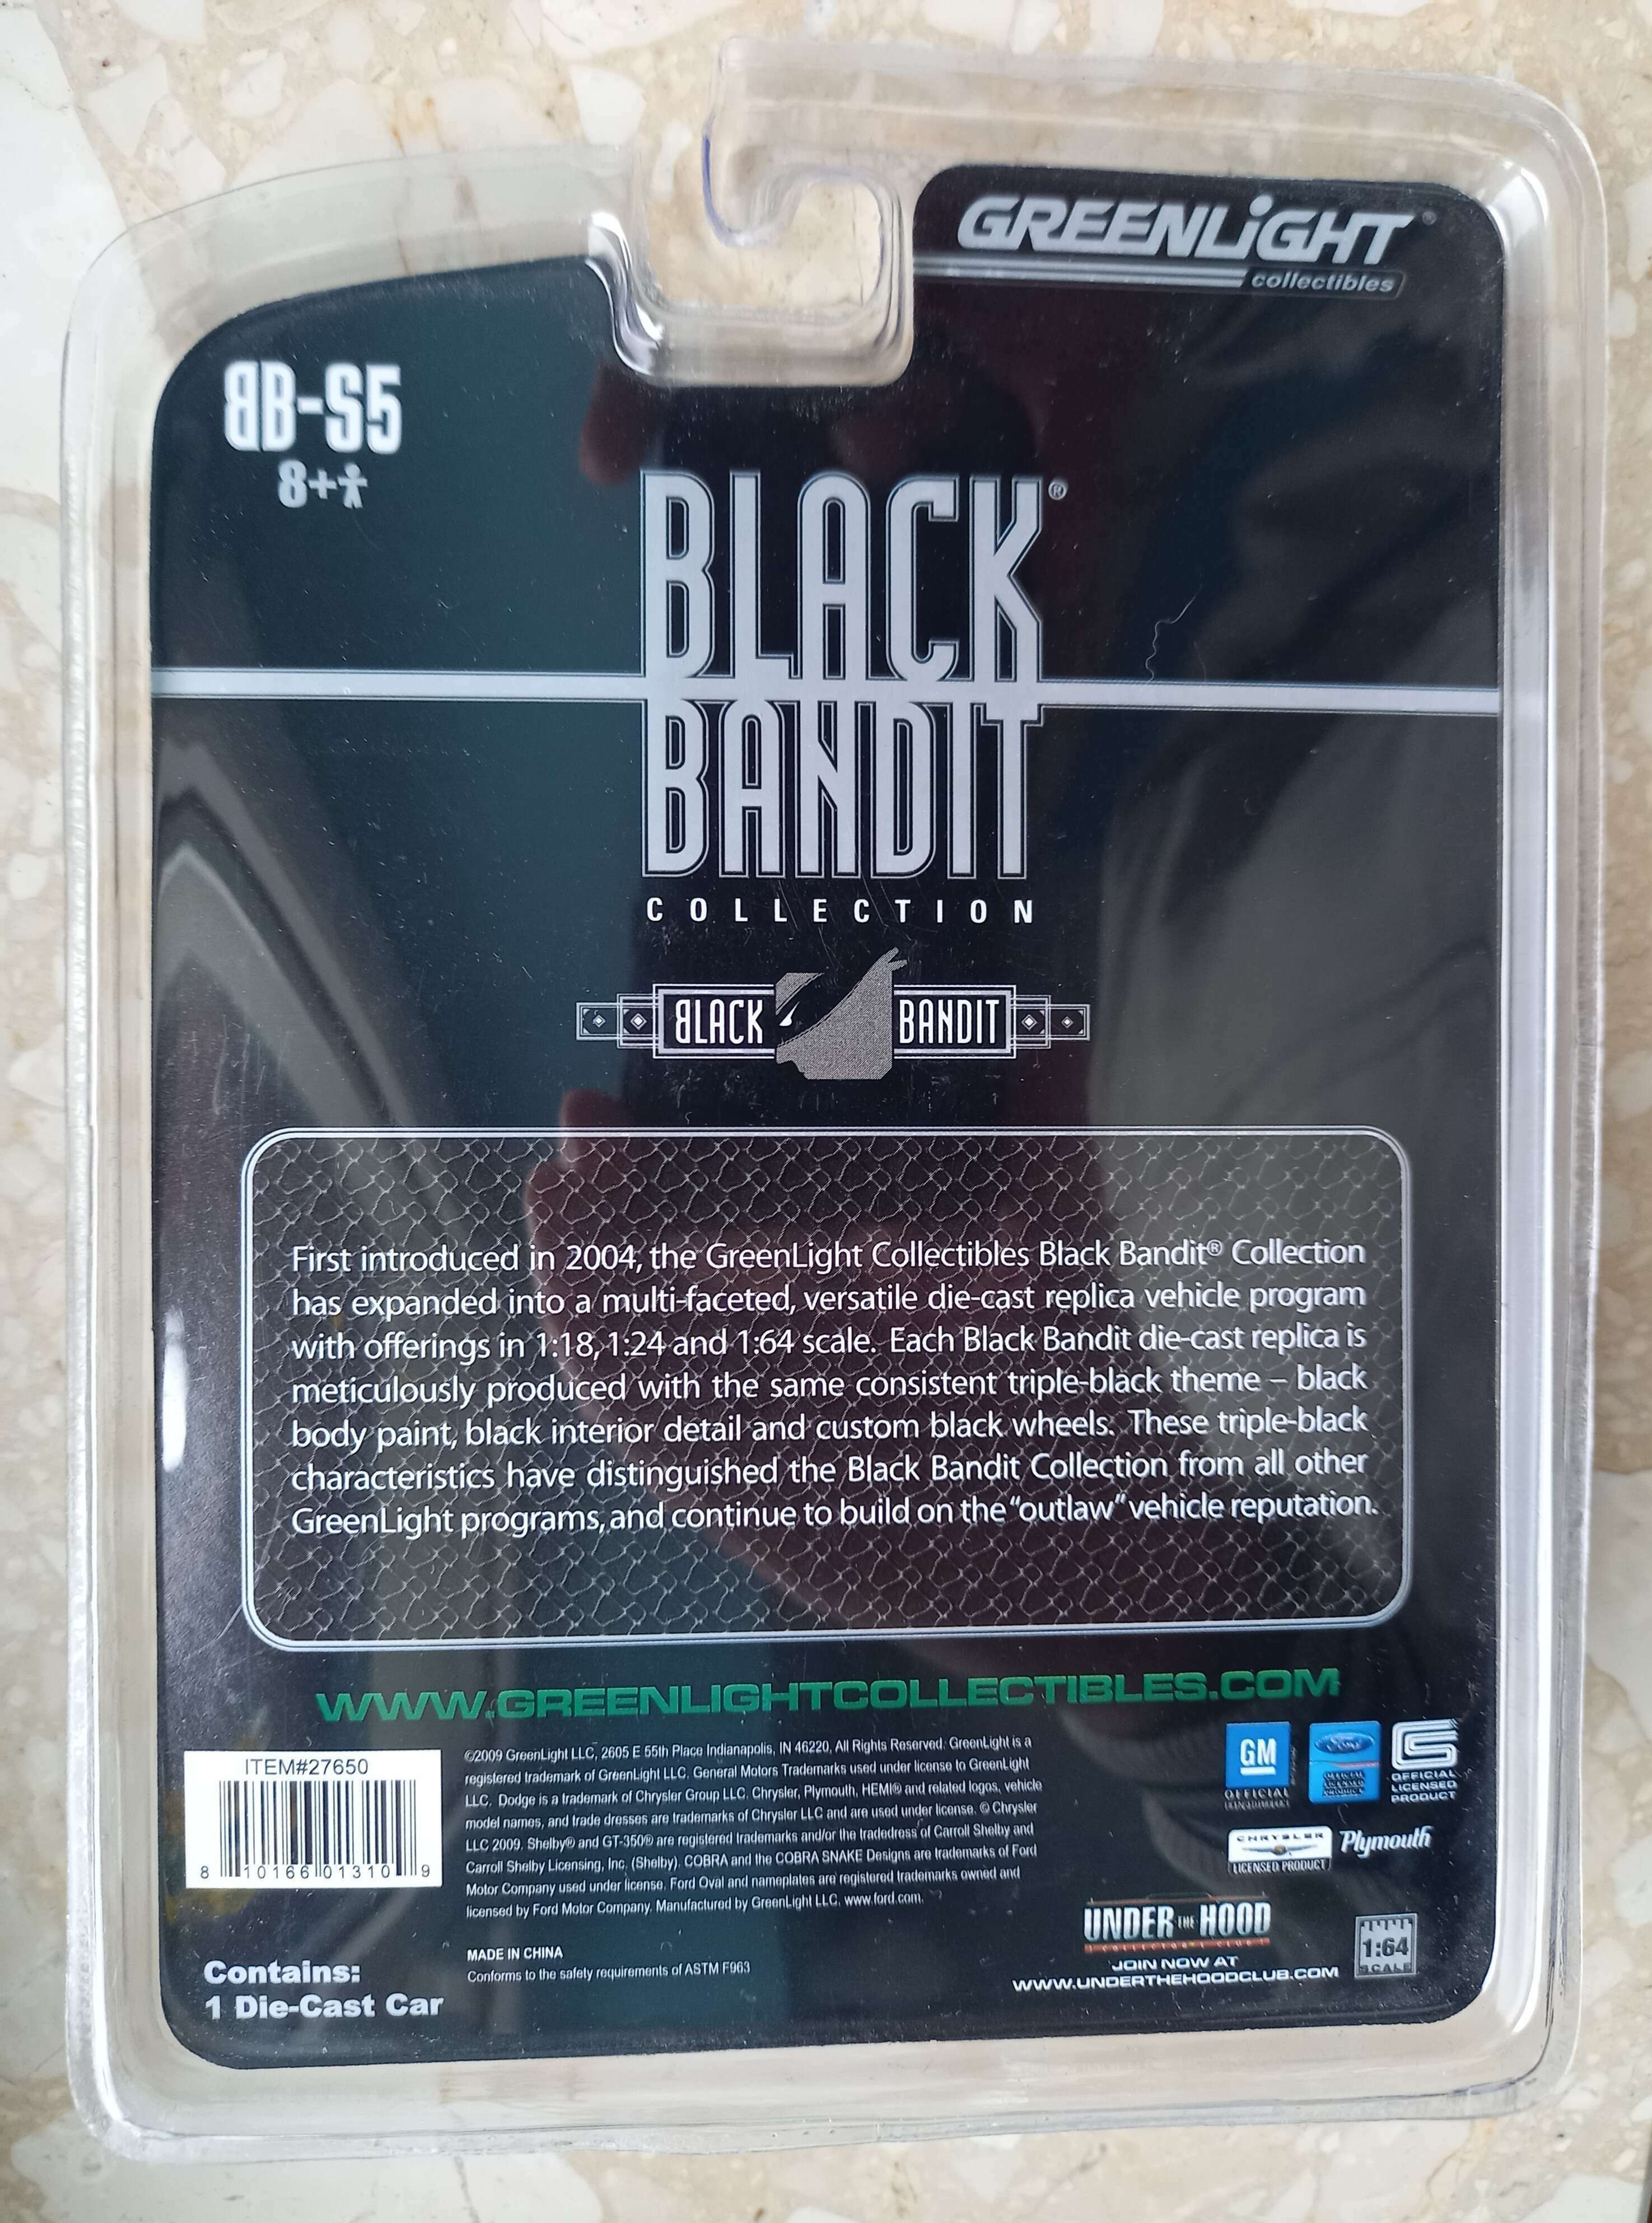 GREENLiGHT®
collectibles
BB-S5
8+
BLACK®
BANDIT
COLLECTION
BLACK BANDIT
First introduced in 2004, the GreenLight Collectibles Black Bandit® Collection
has expanded into a multi-faceted, versatile die-cast replica vehicle program
with offerings in 1:18, 1:24 and 1:64 scale. Each Black Bandit die-cast replica is
meticulously produced with the same consistent triple-black theme – black
body paint, black interior detail and custom black wheels. These triple-black
characteristics have distinguished the Black Bandit Collection from all other
GreenLight programs, and continue to build on the “outlaw” vehicle reputation.
WWW.GREENLIGHTCOLLECTIBLES.COM
ITEM#27650
8 10166 01310 9
©2009 GreenLight LLC, 2605 E 55th Place Indianapolis, IN 46220, All Rights Reserved. GreenLight is a
registered trademark of GreenLight LLC. General Motors Trademarks used under license to GreenLight
LLC. Dodge is a trademark of Chrysler Group LLC. Chrysler, Plymouth, HEMI® and related logos, vehicle
model names, and trade dresses are trademarks of Chrysler LLC and are used under license. © Chrysler
LLC 2009. Shelby® and GT-350® are registered trademarks and/or the tradedress of Carroll Shelby and
Carroll Shelby Licensing, Inc. (Shelby). COBRA and the COBRA SNAKE Designs are trademarks of Ford
Motor Company used under license. Ford Oval and nameplates are registered trademarks owned and
licensed by Ford Motor Company. Manufactured by GreenLight LLC. www.ford.com.
MADE IN CHINA
Conforms to the safety requirements of ASTM F963
Contains:
1 Die-Cast Car
GM
OFFICIAL
Ford
OFFICIAL
LICENSED
PRODUCT
OFFICIAL
LICENSED
PRODUCT
CHRYSLER
LICENSED PRODUCT
Plymouth
UNDER THE HOOD
JOIN NOW AT
WWW.UNDERTHEHOODCLUB.COM
1:64
SCALE